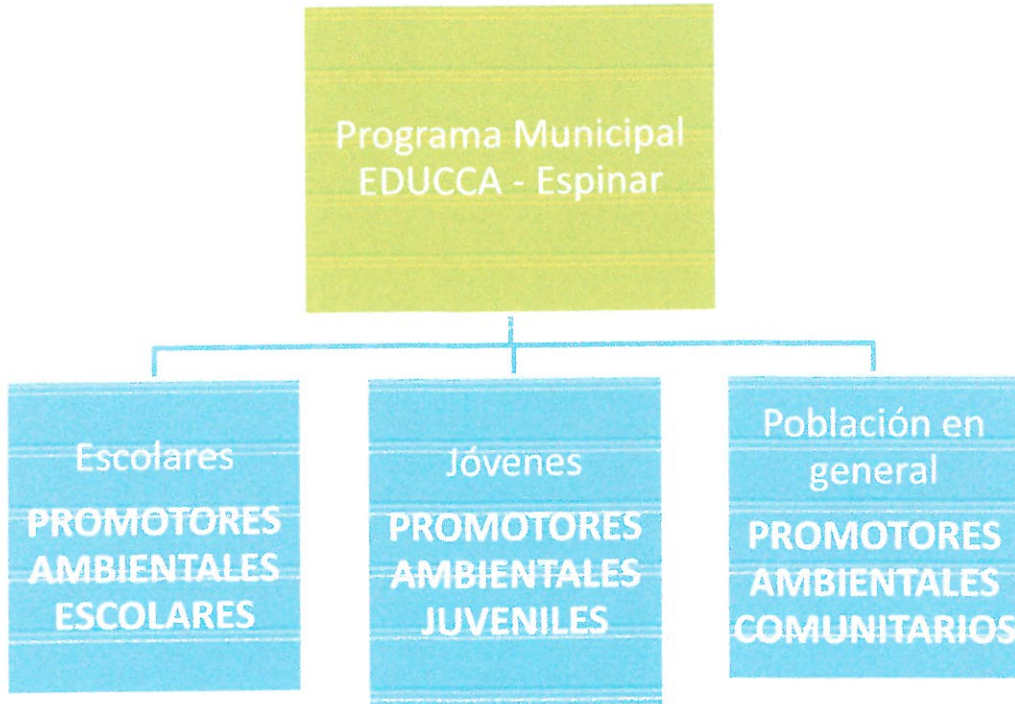 Programa Municipal
EDUCCA - Espinar
Escolares
PROMOTORES
AMBIENTALES
ESCOLARES
Jóvenes
PROMOTORES
AMBIENTALES
JUVENILES
Población en
general
PROMOTORES
AMBIENTALES
COMUNITARIOS